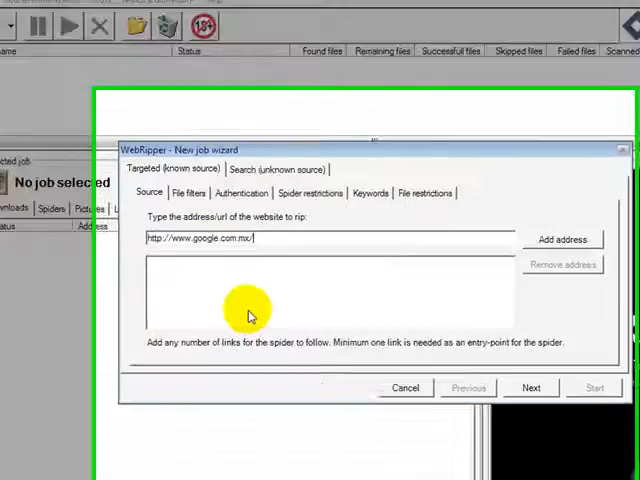 18+
Status Found files Remaining files Successful files Skipped files Failed files Scanned
WebRipper - New job wizard
Targeted (known source) Search (unknown source)
No job selected
Source File filters Authentication Spider restrictions Keywords File restrictions
Spiders Pictures
Address
Type the address/url of the website to rip:
http://www.google.com.mx/
Add address
Remove address
Add any number of links for the spider to follow. Minimum one link is needed as an entry-point for the spider.
Cancel Previous Next Start